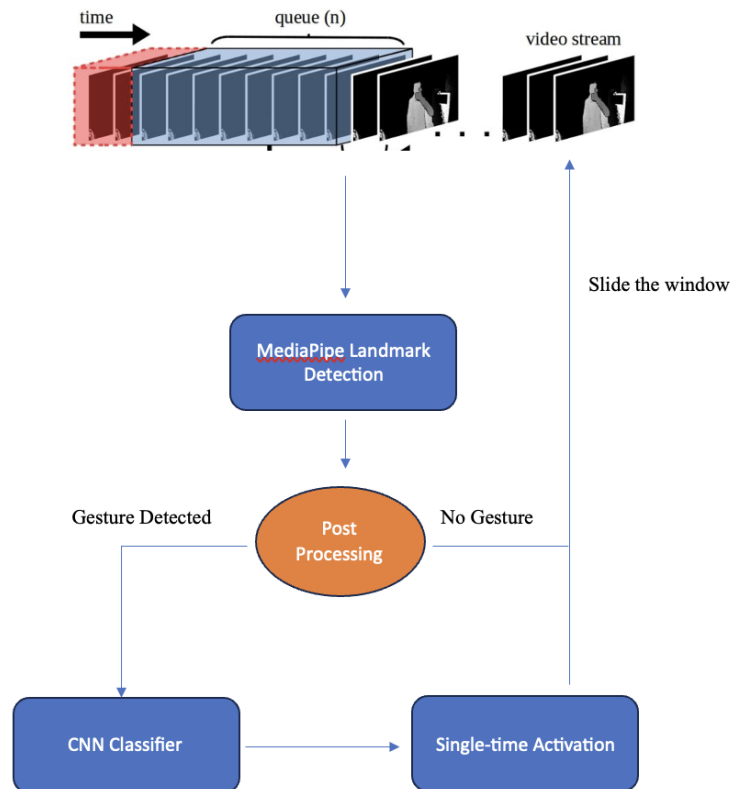 time
queue (n)
video stream
Slide the window
MediaPipe Landmark
Detection
Gesture Detected
Post
Processing
No Gesture
CNN Classifier
Single-time Activation